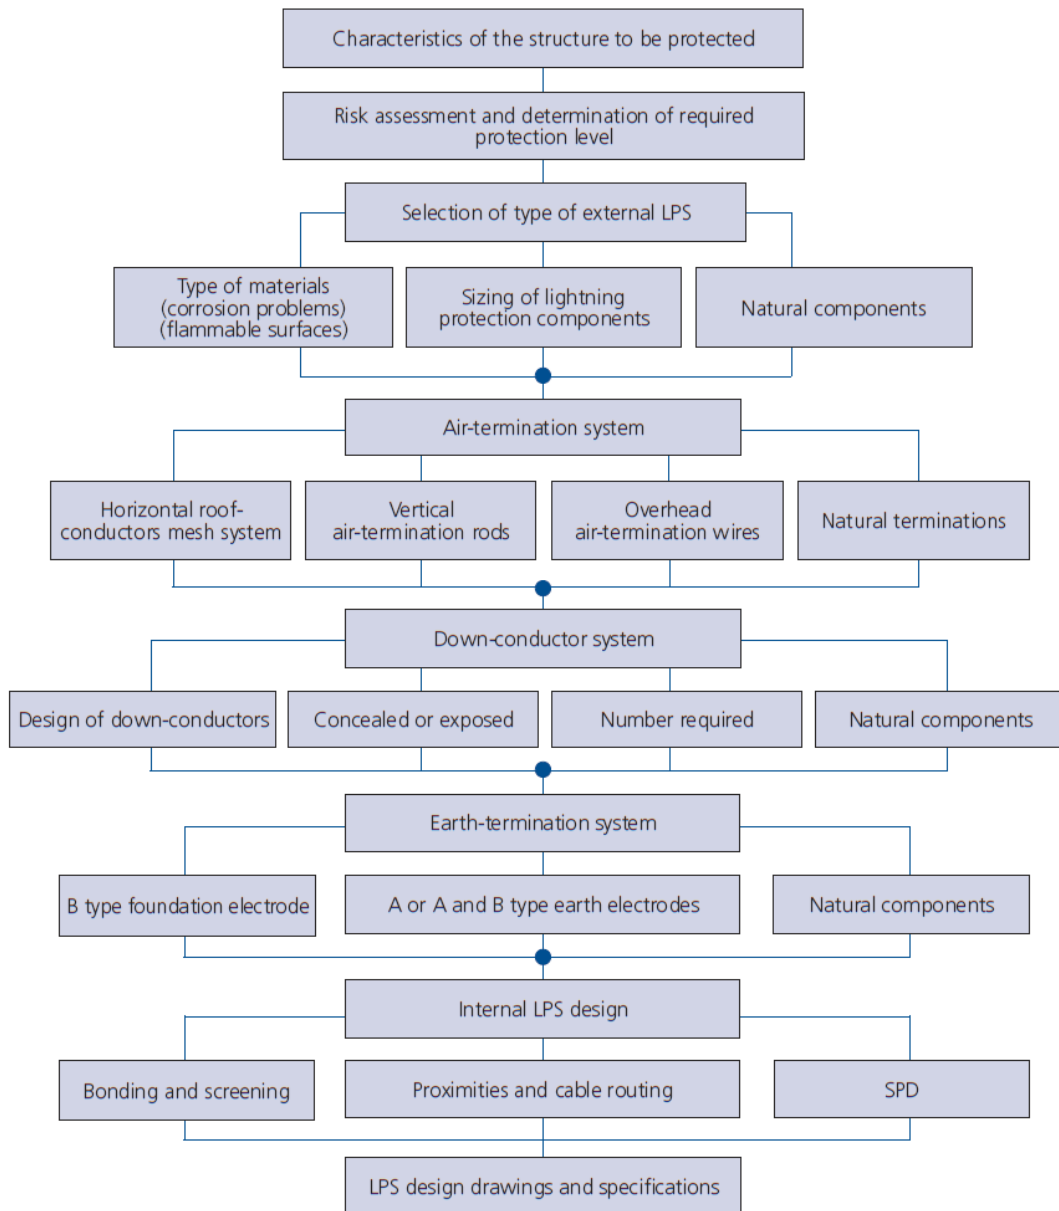 Characteristics of the structure to be protected
Risk assessment and determination of required
protection level
Selection of type of external LPS
Type of materials
(corrosion problems)
(flammable surfaces)
Sizing of lightning
protection components
Natural components
Air-termination system
Horizontal roof-
conductors mesh system
Vertical
air-termination rods
Overhead
air-termination wires
Natural terminations
Down-conductor system
Design of down-conductors
Concealed or exposed
Number required
Natural components
Earth-termination system
B type foundation electrode
A or A and B type earth electrodes
Natural components
Internal LPS design
Bonding and screening
Proximities and cable routing
SPD
LPS design drawings and specifications